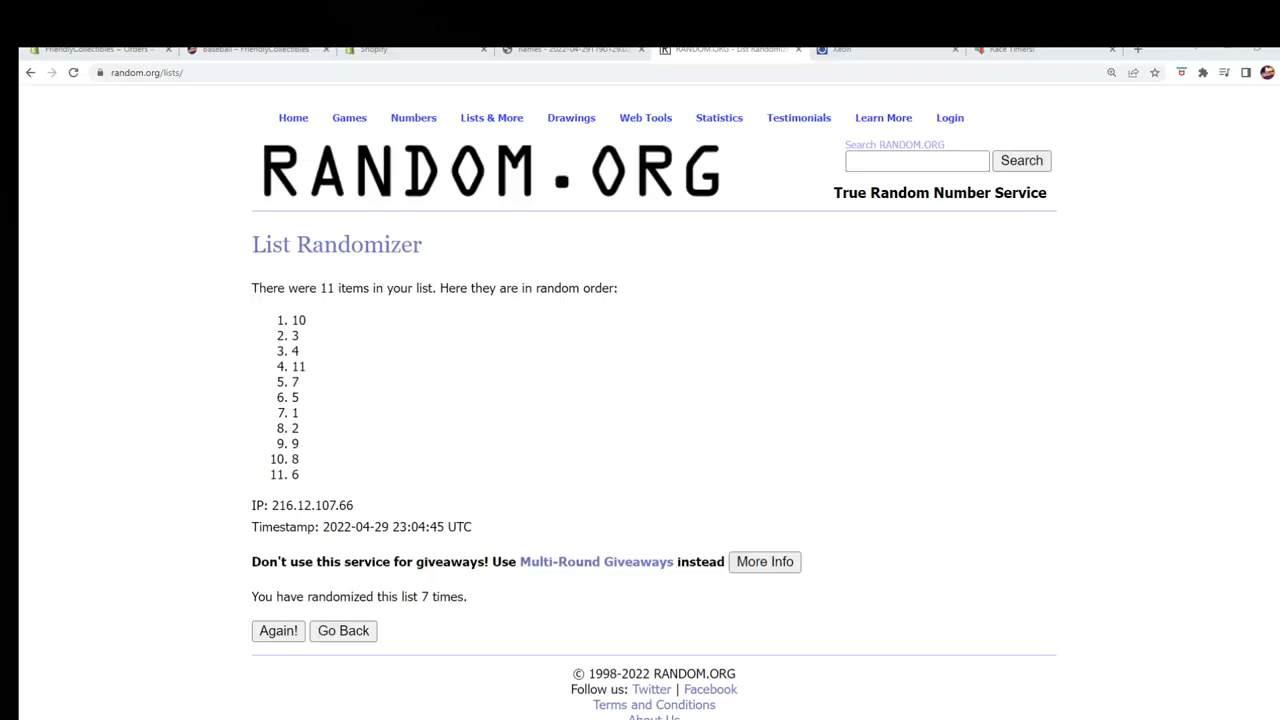 FriendlyCollectibles ~ Orders ~
Baseball – FriendlyCollectibles
Shopify
names - 2022-04-29T190129.0
RANDOM.ORG - List Randomiz
Xeon
Race Timers!
random.org/lists/
Home Games Numbers Lists & More Drawings Web Tools Statistics Testimonials Learn More Login
Search RANDOM.ORG
RANDOM.ORG
Search
True Random Number Service
List Randomizer
There were 11 items in your list. Here they are in random order:
1. 10
2. 3
3. 4
4. 11
5. 7
6. 5
7. 1
8. 2
9. 9
10. 8
11. 6
IP: 216.12.107.66
Timestamp: 2022-04-29 23:04:45 UTC
Don't use this service for giveaways! Use Multi-Round Giveaways instead More Info
You have randomized this list 7 times.
Again! Go Back
© 1998-2022 RANDOM.ORG
Follow us: Twitter | Facebook
Terms and Conditions
About Us